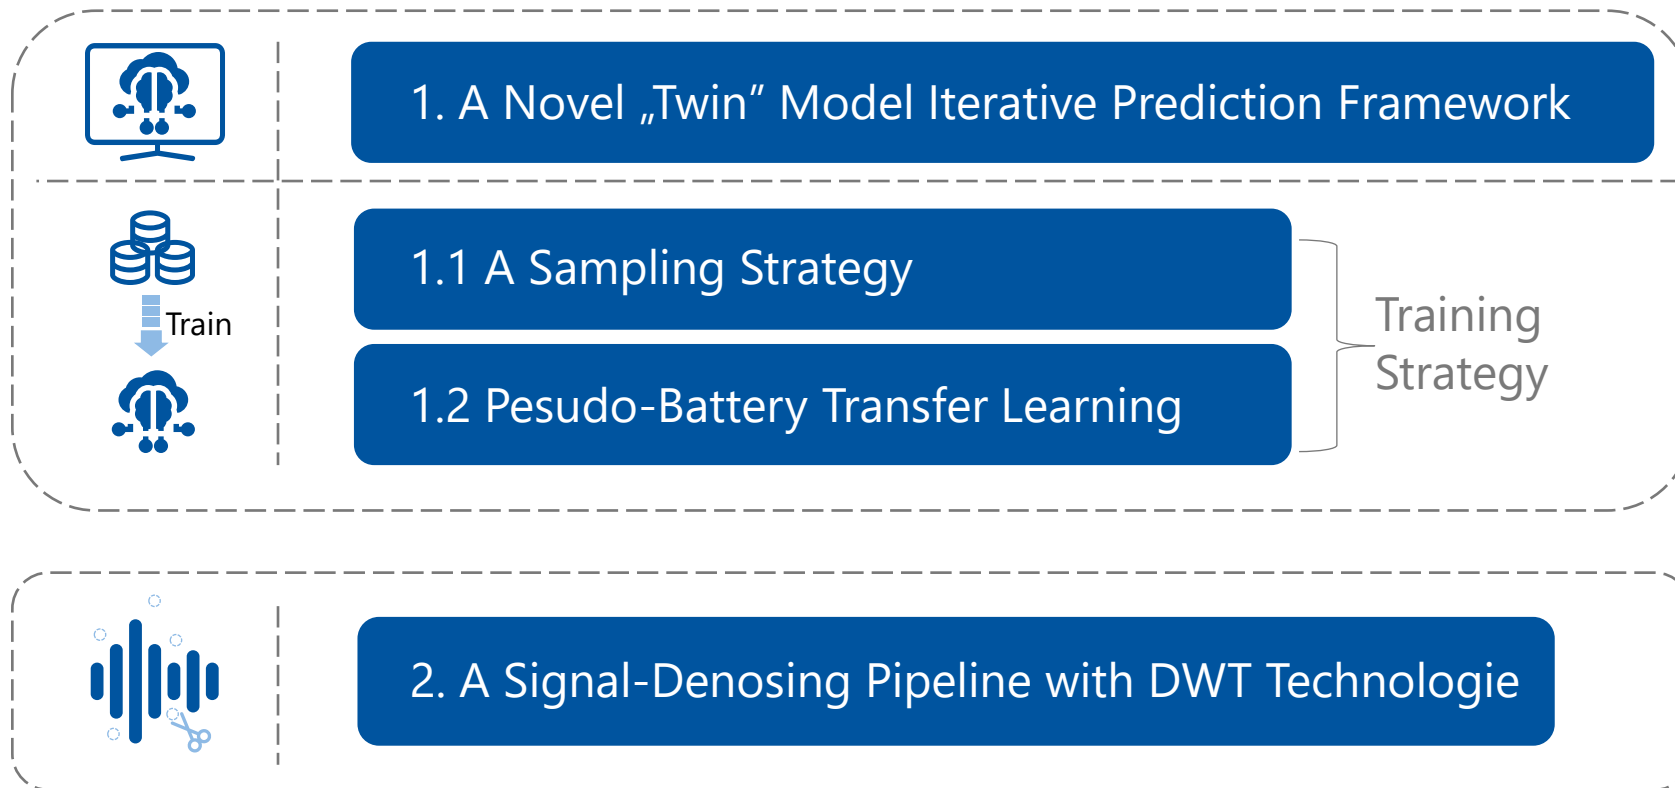 1. A Novel „Twin” Model Iterative Prediction Framework
1.1 A Sampling Strategy
Train
1.2 Pesudo-Battery Transfer Learning
Training
Strategy
2. A Signal-Denosing Pipeline with DWT Technologie